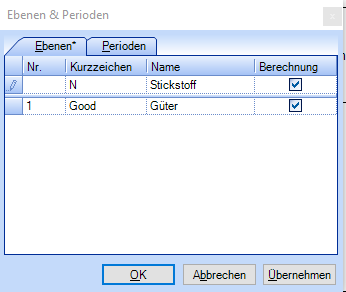 Ebenen & Perioden
Ebenen* Perioden
Nr. Kurzzeichen Name Berechnung
N Stickstoff
1 Good Güter
OK Abbrechen Übernehmen